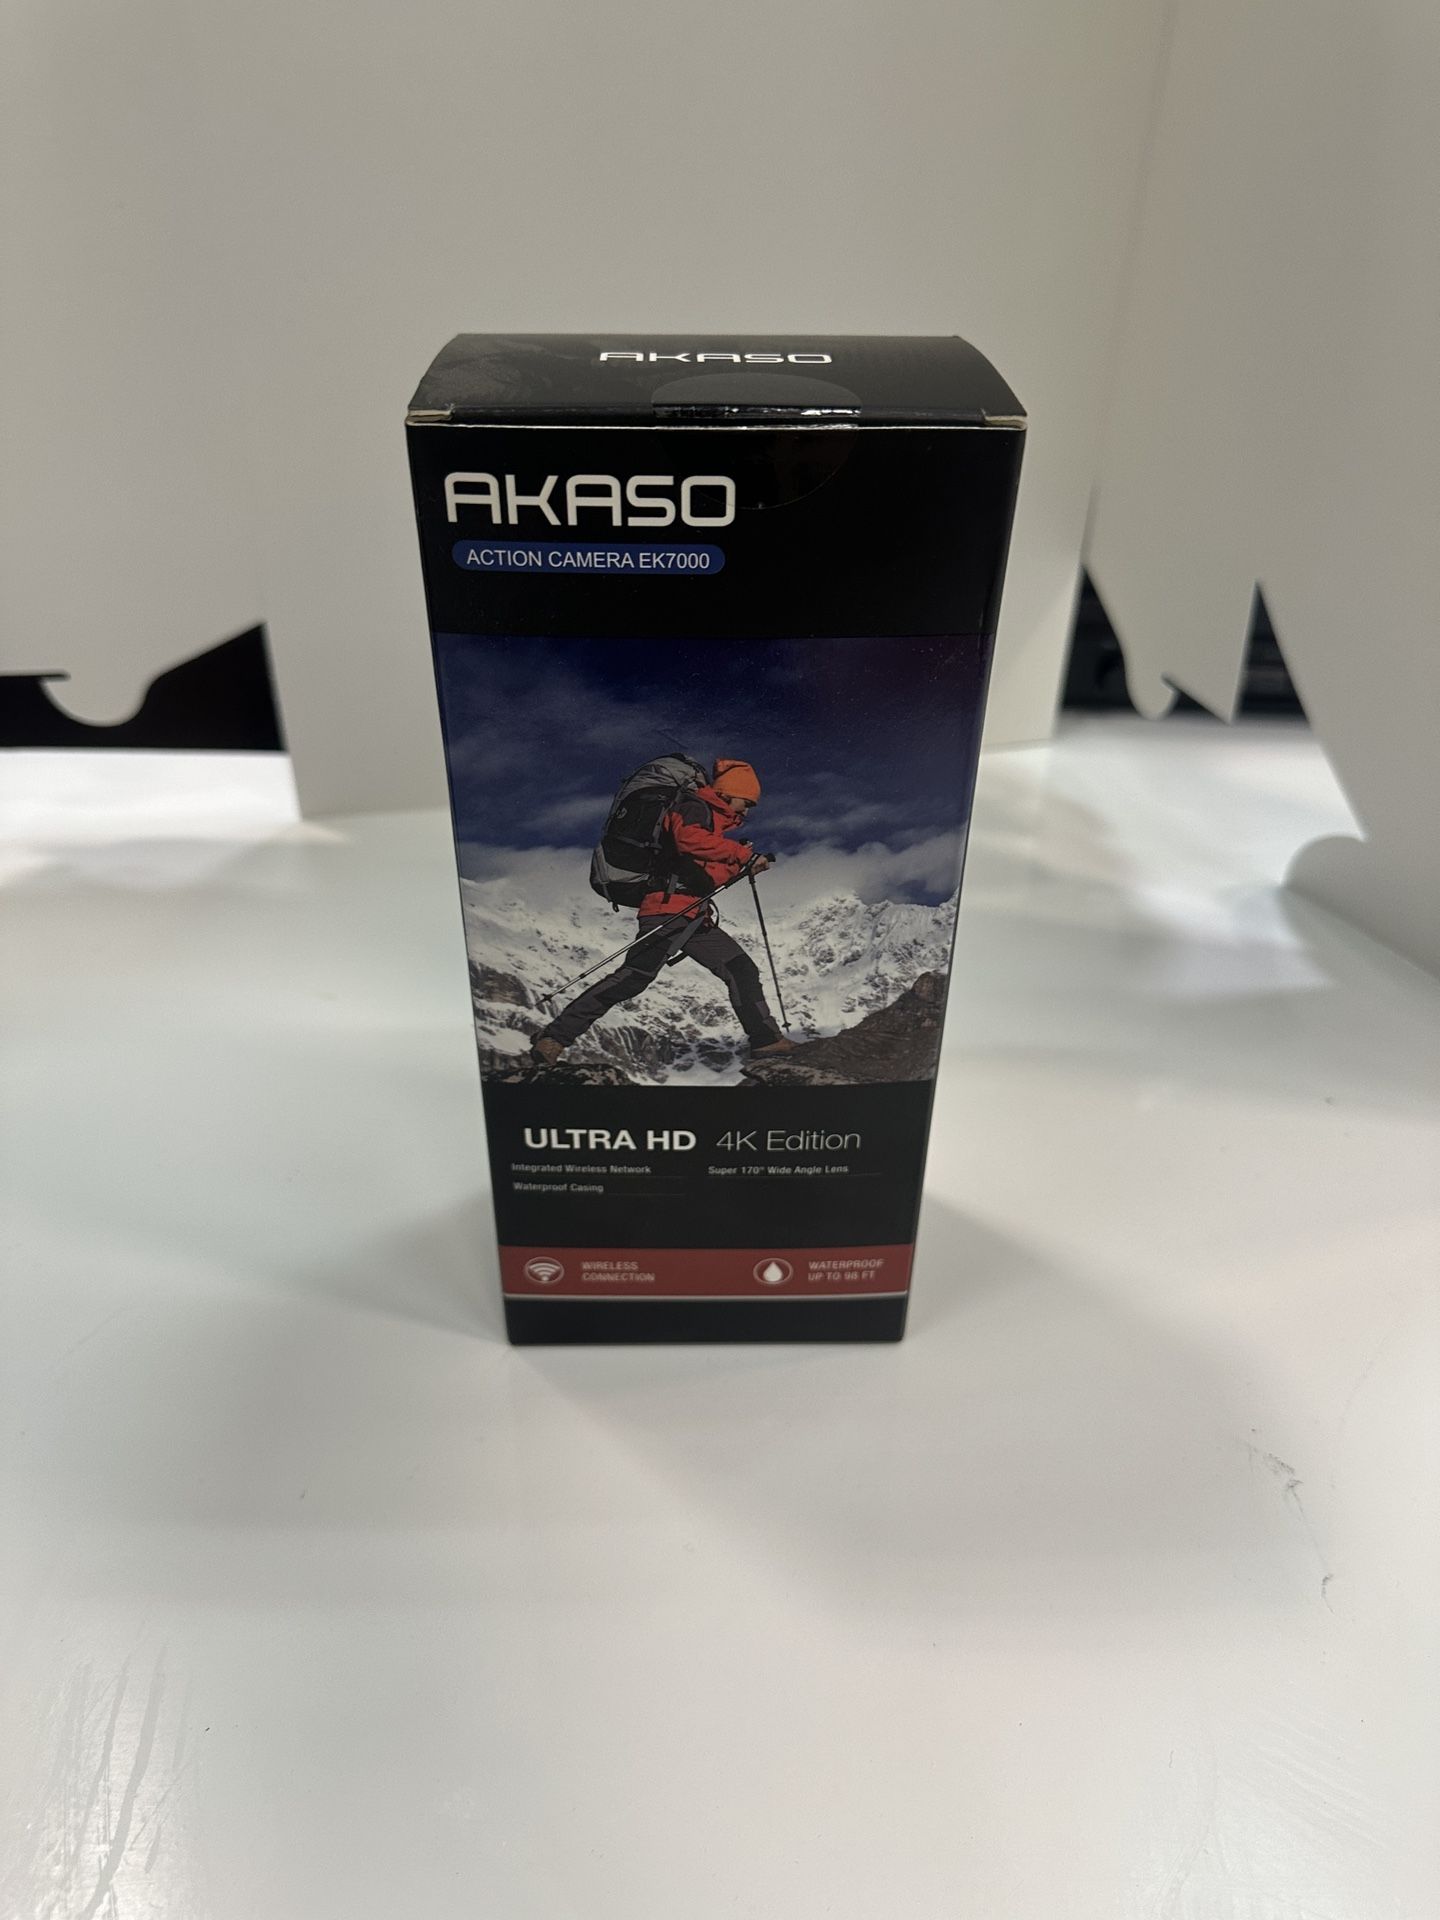 AKASO
AKASO
ACTION CAMERA EK7000
ULTRA HD 4K Edition
Integrated Wireless Network Super 170° Wide Angle Lens
Waterproof Casing
WIRELESS
CONNECTION
WATERPROOF
UP TO 98 FT